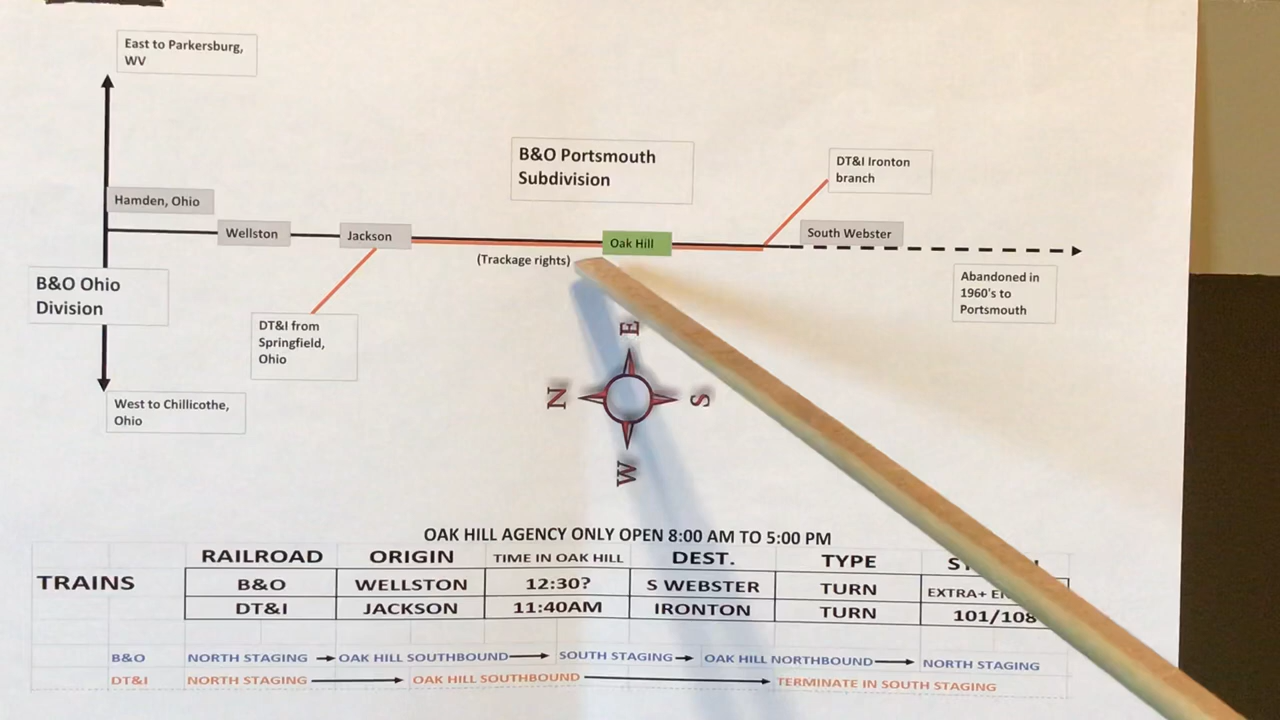 East to Parkersburg,
WV
B&O Portsmouth
Subdivision
DT&I Ironton
branch
Hamden, Ohio
Wellston
Jackson
Oak Hill
South Webster
(Trackage rights)
B&O Ohio
Division
Abandoned in
1960's to
Portsmouth
DT&I from
Springfield,
Ohio
E
N
S
W
West to Chillicothe,
Ohio
OAK HILL AGENCY ONLY OPEN 8:00 AM TO 5:00 PM
TRAINS
RAILROAD ORIGIN TIME IN OAK HILL DEST. TYPE
B&O WELLSTON 12:30? S WEBSTER TURN EXTRA+
DT&I JACKSON 11:40AM IRONTON TURN 101/108
B&O NORTH STAGING OAK HILL SOUTHBOUND SOUTH STAGING OAK HILL NORTHBOUND NORTH STAGING
DT&I NORTH STAGING OAK HILL SOUTHBOUND TERMINATE IN SOUTH STAGING